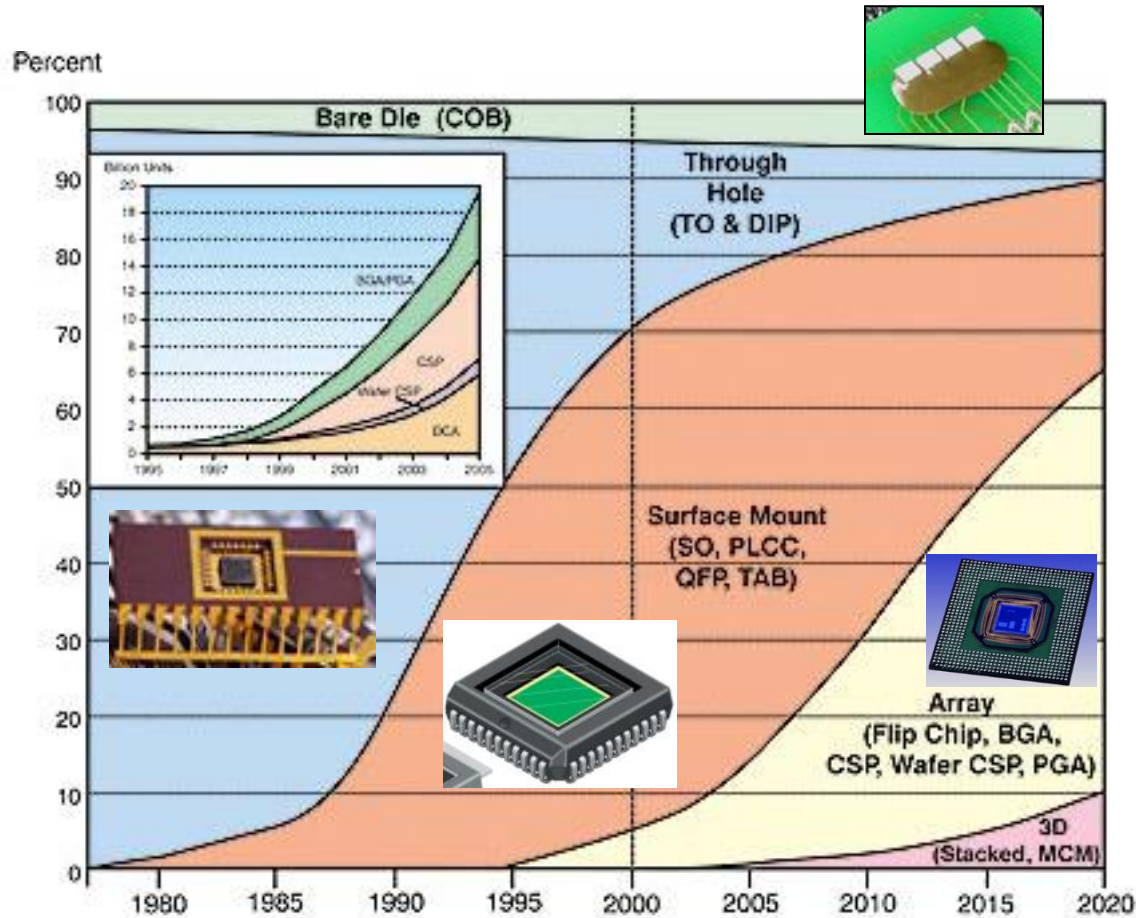 Percent
100
90
80
70
60
50
40
30
20
10
0
Bare Die (COB)
Through
Hole
(TO & DIP)
Billion Units
20
18
16
14
12
10
8
6
4
2
0
BGA/PGA
CSP
Wafer CSP
DCA
1995
1997
1999
2001
2003
2005
Surface Mount
(SO, PLCC,
QFP, TAB)
Array
(Flip Chip, BGA,
CSP, Wafer CSP, PGA)
3D
(Stacked, MCM)
1980
1985
1990
1995
2000
2005
2010
2015
2020